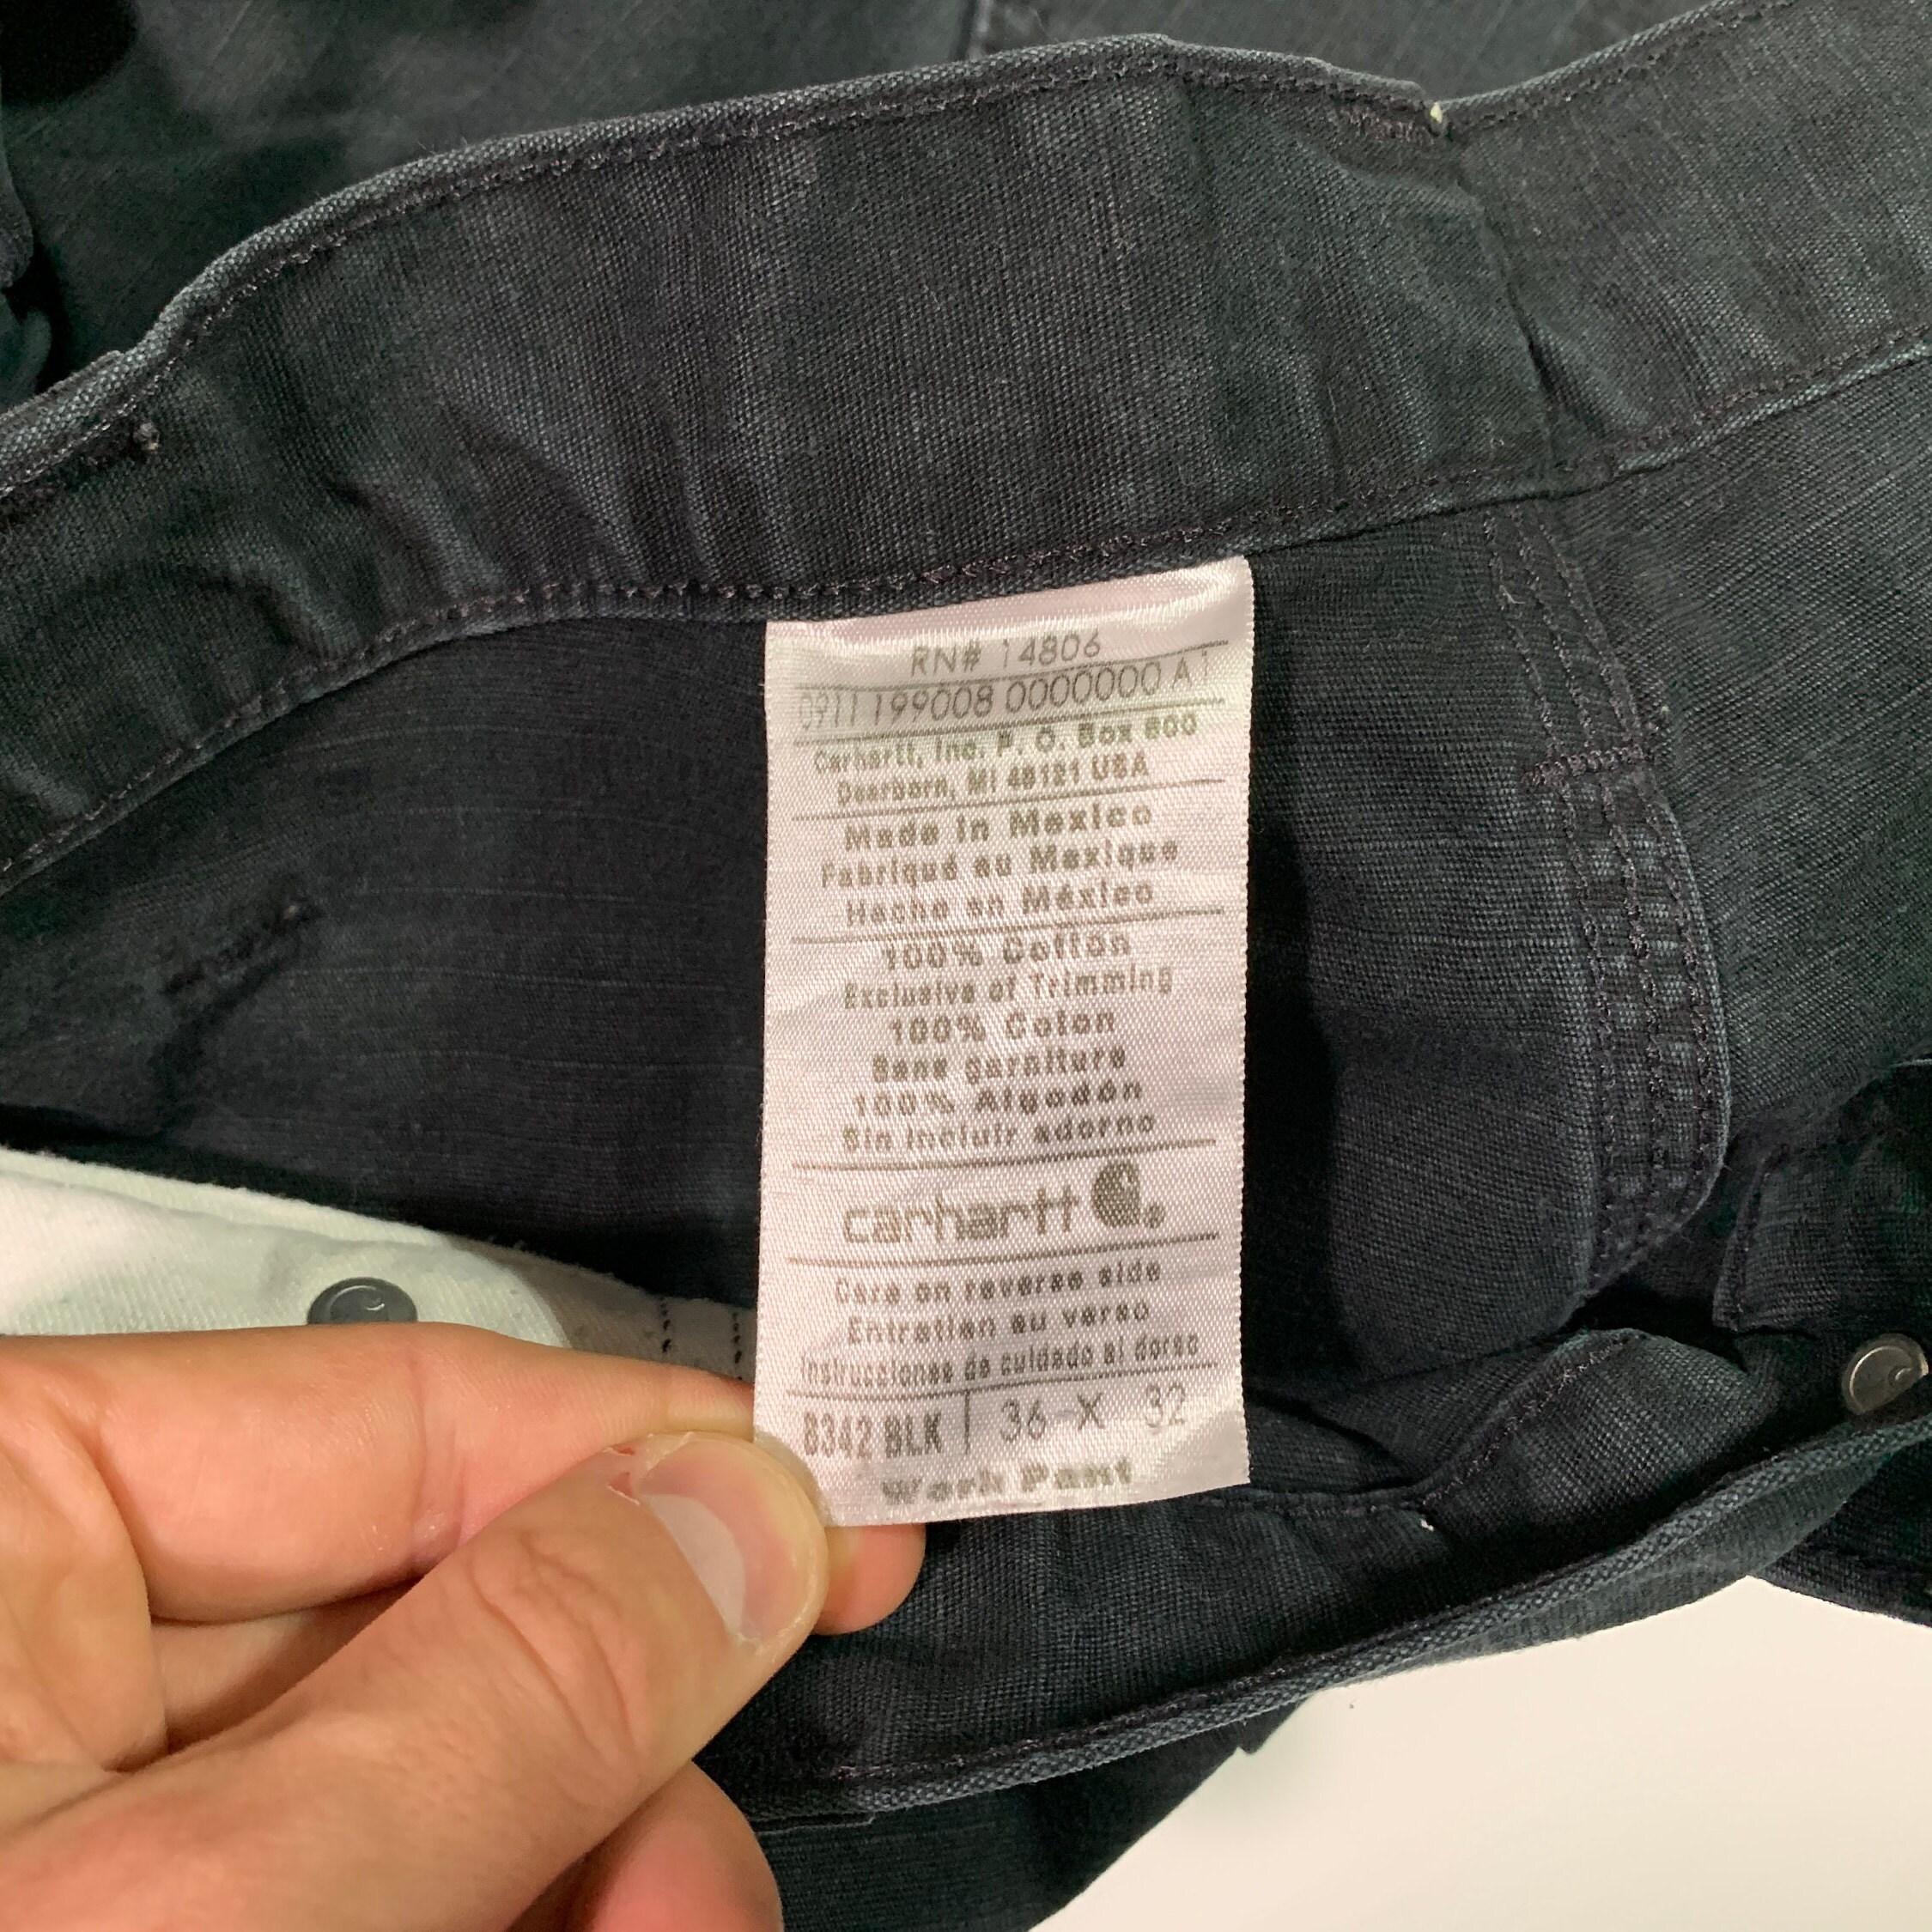 RN# 14806
0911199008 0000000 A1
Carhartt, Inc. P. O. Box 600
Dearborn, MI 48121 USA
Made in Mexico
Fabriqué au Mexique
Hecho en México
100% Cotton
Exclusive of Trimming
100% Coton
Sans garniture
100% Algodón
Sin incluir adorno
carhartt
Care on reverse side
Entretien au verso
Instrucciones de cuidado al dorso
B342 BLK | 36-X 32
Work Pant